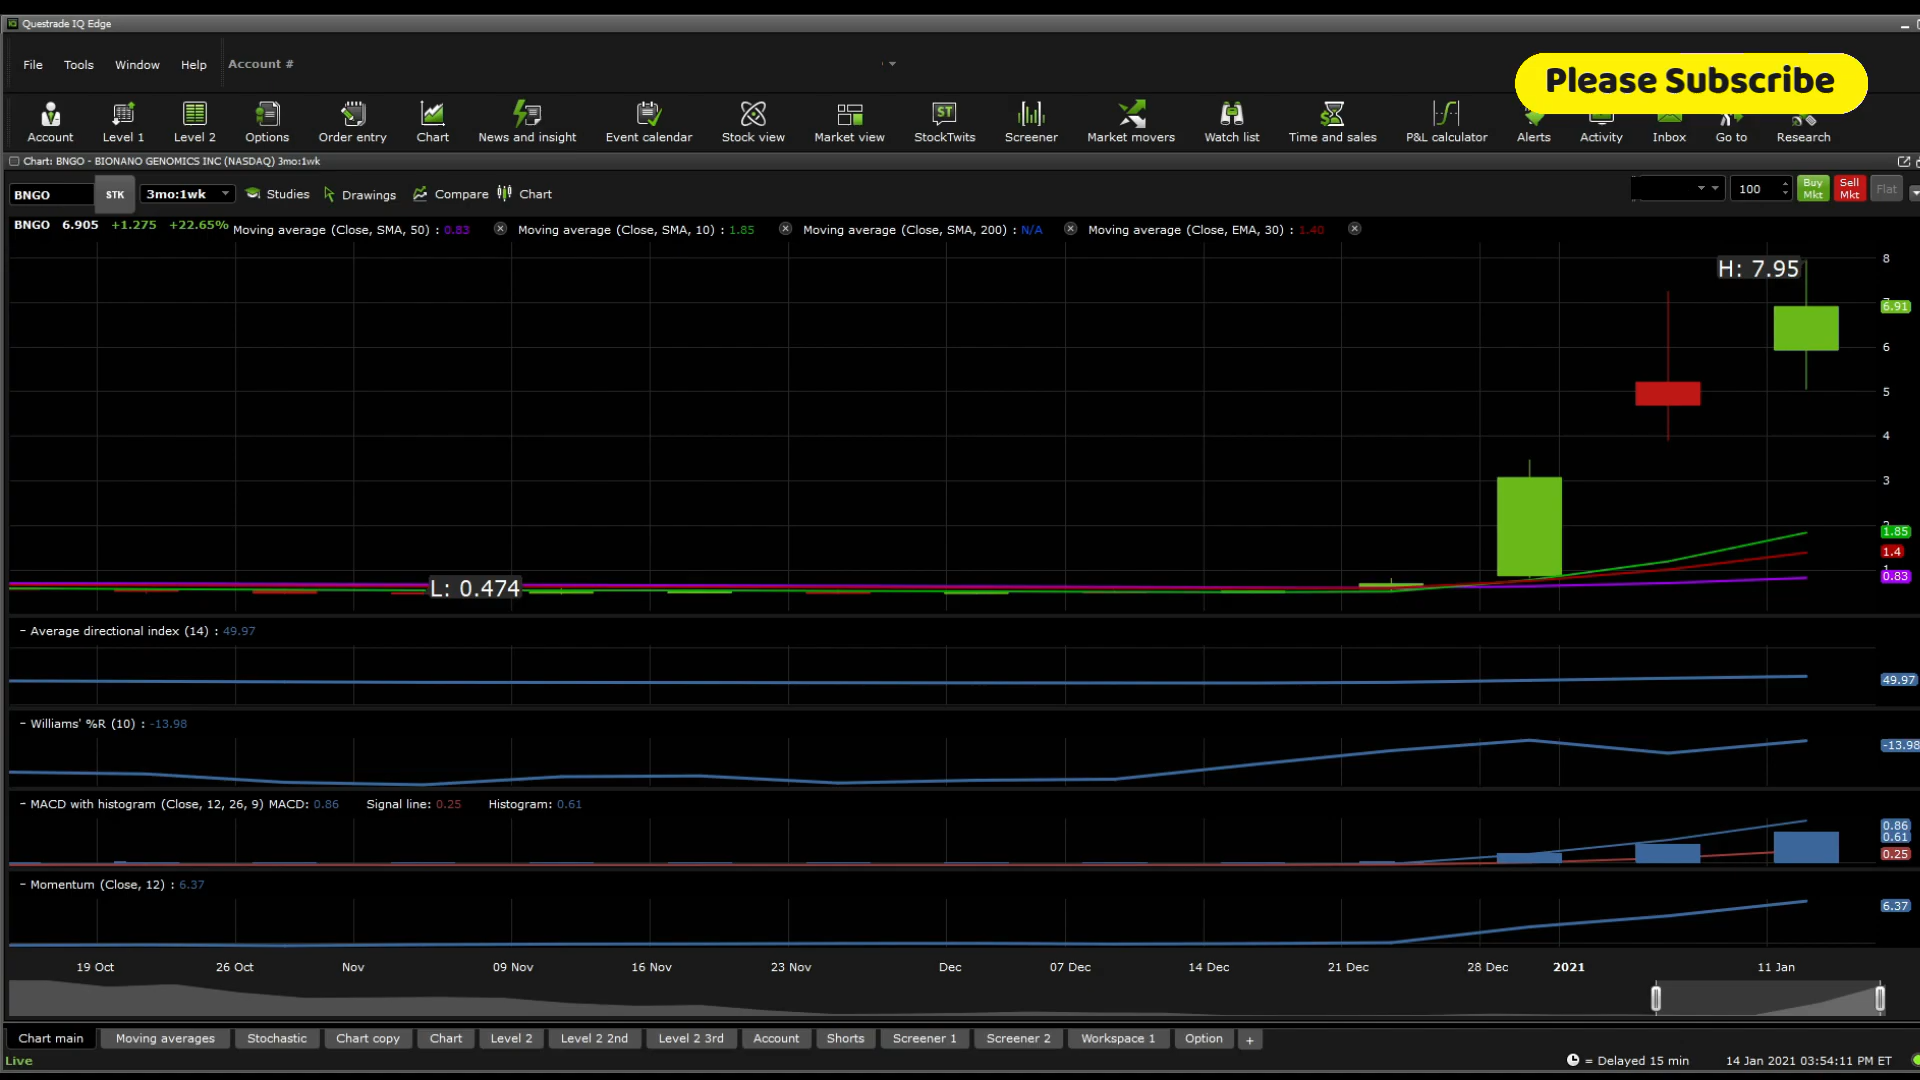 Questrade IQ Edge
File Tools Window Help Account #
Please Subscribe
Account Level 1 Level 2 Options Order entry Chart News and insight Event calendar Stock view Market view StockTwits Screener Market movers Watch list Time and sales P&L calculator Alerts Activity Inbox Go to Research
Chart: BNGO - BIONANO GENOMICS INC (NASDAQ) 3mo:1wk
BNGO STK 3mo:1wk Studies Drawings Compare Chart 100 Buy Mkt Sell Mkt Flat
BNGO 6.905 +1.275 +22.65% Moving average (Close, SMA, 50) : 0.83 Moving average (Close, SMA, 10) : 1.85 Moving average (Close, SMA, 200) : N/A Moving average (Close, EMA, 30) : 1.40
8
H: 7.95
6.91
6
5
4
3
1.85
1.4
0.83
L: 0.474
- Average directional index (14) : 49.97
49.97
- Williams' %R (10) : -13.98
-13.98
- MACD with histogram (Close, 12, 26, 9) MACD: 0.86 Signal line: 0.25 Histogram: 0.61
0.86
0.61
0.25
- Momentum (Close, 12) : 6.37
6.37
19 Oct 26 Oct Nov 09 Nov 16 Nov 23 Nov Dec 07 Dec 14 Dec 21 Dec 28 Dec 2021 11 Jan
Chart main Moving averages Stochastic Chart copy Chart Level 2 Level 2 2nd Level 2 3rd Account Shorts Screener 1 Screener 2 Workspace 1 Option +
Live = Delayed 15 min 14 Jan 2021 03:54:11 PM ET